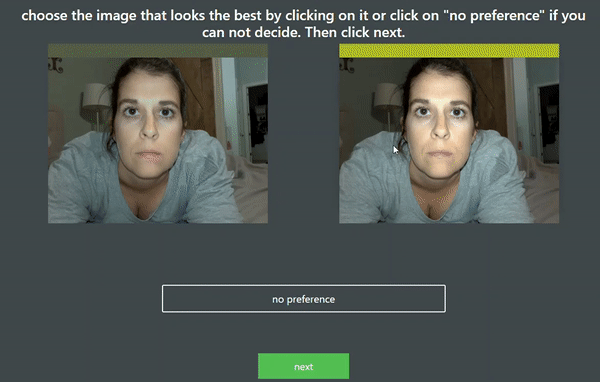 choose the image that looks the best by clicking on it or click on "no preference" if you
can not decide. Then click next.
no preference
next